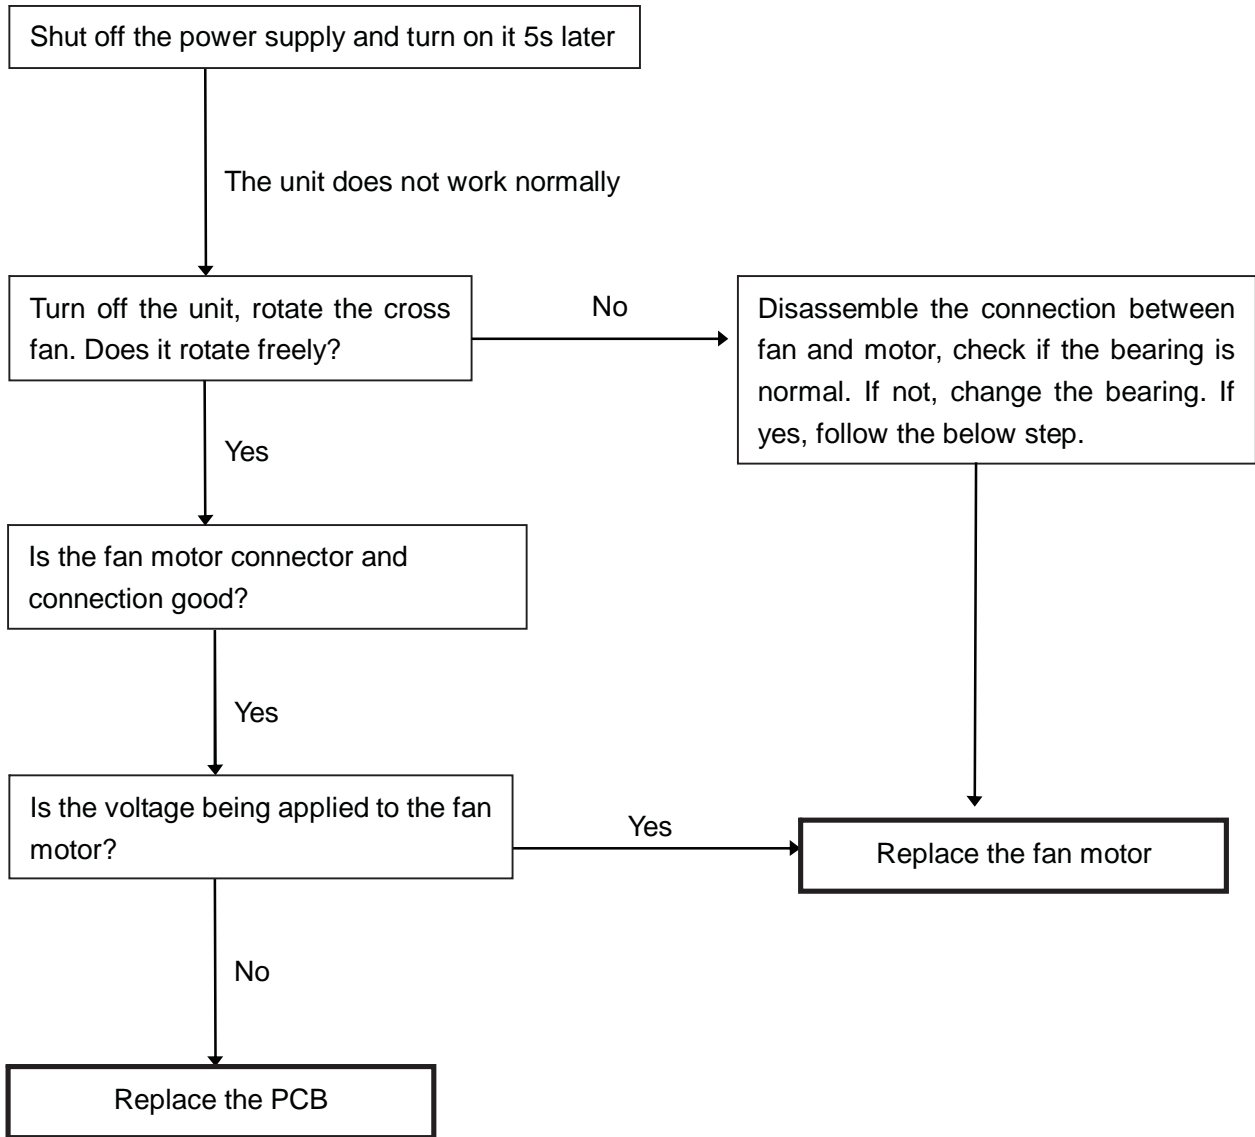 Shut off the power supply and turn on it 5s later
The unit does not work normally
Turn off the unit, rotate the cross
fan. Does it rotate freely?
No
Disassemble the connection between
fan and motor, check if the bearing is
normal. If not, change the bearing. If
yes, follow the below step.
Yes
Is the fan motor connector and
connection good?
Yes
Is the voltage being applied to the fan
motor?
Yes
Replace the fan motor
No
Replace the PCB